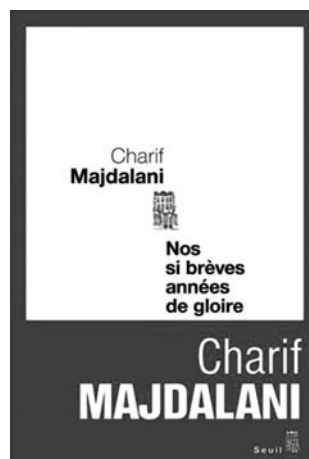 Charif
Majdalani
Nos
si brèves
années
de gloire
Charif
MAJDALANI
Seuil